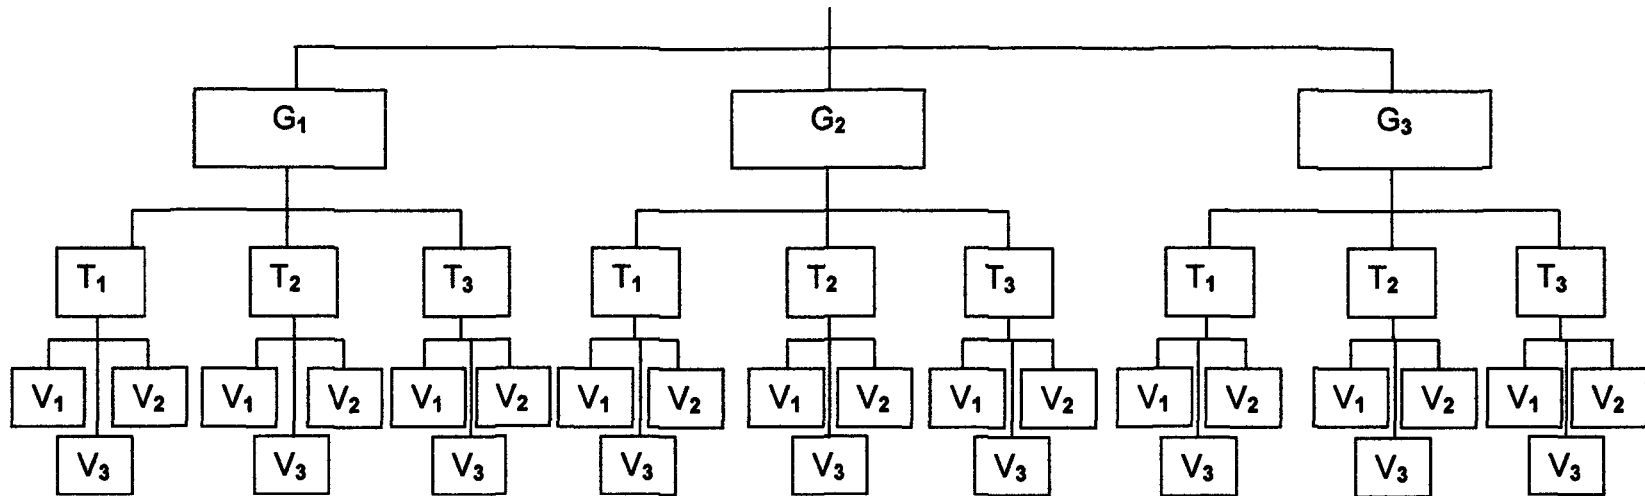 G₁ G₂ G₃
T₁ T₂ T₃ T₁ T₂ T₃ T₁ T₂ T₃
V₁ V₂ V₁ V₂ V₁ V₂ V₁ V₂ V₁ V₂ V₁ V₂ V₁ V₂ V₁ V₂ V₁ V₂
V₃ V₃ V₃ V₃ V₃ V₃ V₃ V₃ V₃